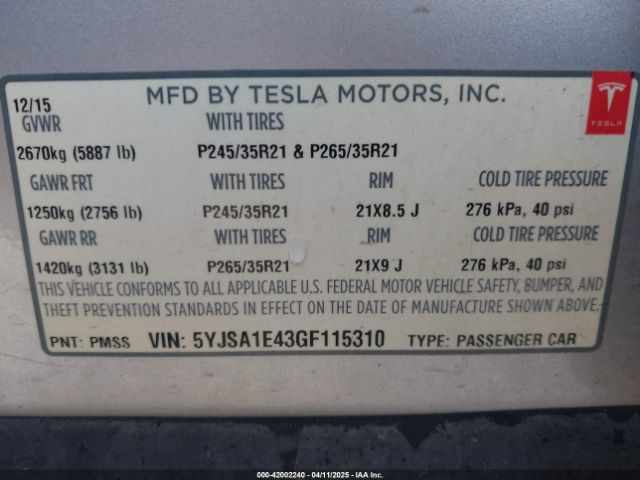 12/15 MFD BY TESLA MOTORS, INC.
TESLA
GVWR WITH TIRES
2670kg (5887 lb) P245/35R21 & P265/35R21
GAWR FRT WITH TIRES RIM COLD TIRE PRESSURE
1250kg (2756 lb) P245/35R21 21X8.5 J 276 kPa, 40 psi
GAWR RR WITH TIRES RIM COLD TIRE PRESSURE
1420kg (3131 lb) P265/35R21 21X9 J 276 kPa, 40 psi
THIS VEHICLE CONFORMS TO ALL APPLICABLE U.S. FEDERAL MOTOR VEHICLE SAFETY, BUMPER, AND
THEFT PREVENTION STANDARDS IN EFFECT ON THE DATE OF MANUFACTURE SHOWN ABOVE.
PNT: PMSS VIN: 5YJSA1E43GF115310 TYPE: PASSENGER CAR
000-42002240 - 04/11/2025 - IAA Inc.